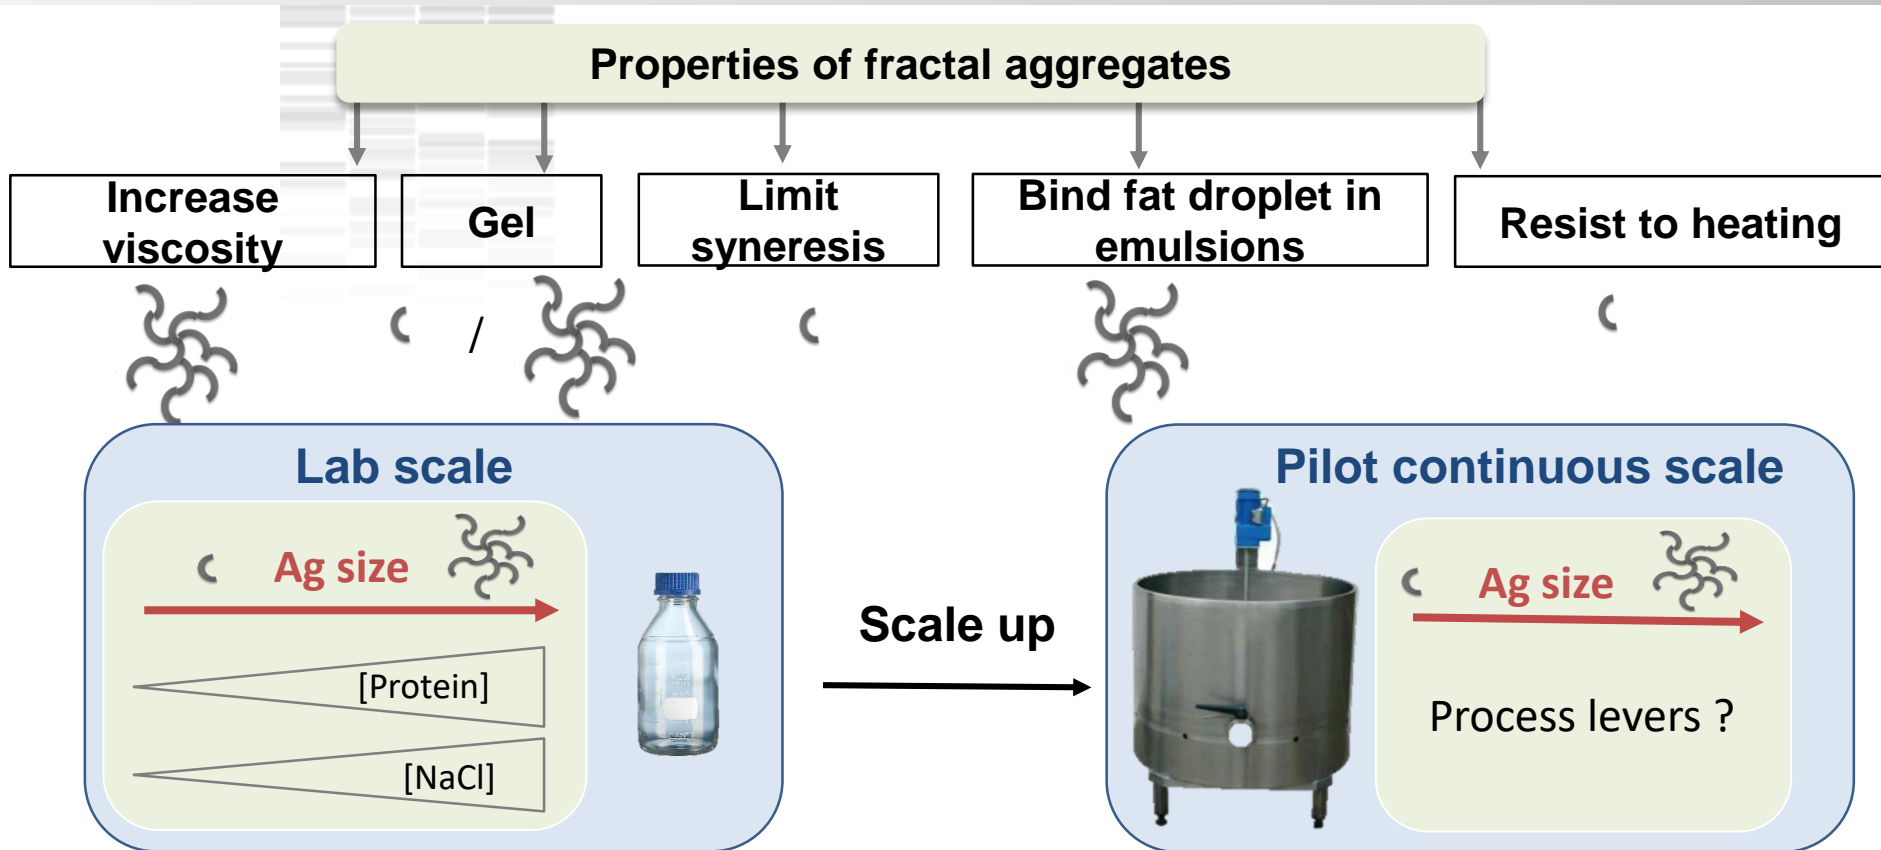 Properties of fractal aggregates
Increase
viscosity
Gel
Limit
syneresis
Bind fat droplet in
emulsions
Resist to heating
/
Lab scale
Ag size
[Protein]
[NaCl]
Scale up
Pilot continuous scale
Ag size
Process levers ?